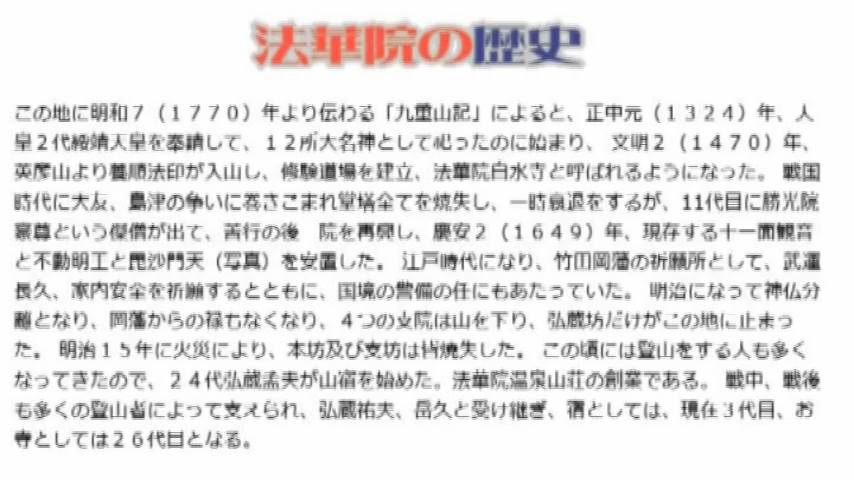 法華院の歴史
この地に明和７（１７７０）年より伝わる「九重山記」によると、正中元（１３２４）年、人
皇２代綏靖天皇を奉請して、１２所大名神として祀ったのに始まり、 文明２（１４７０）年、
英彦山より養順法印が入山し、修験道場を建立、法華院白水寺と呼ばれるようになった。 戦国
時代に大友、島津の争いに巻きこまれ堂塔全てを焼失し、一時衰退をするが、11代目に勝光院
豪尊という傑僧が出て、苦行の後　院を再興し、慶安２（１６４９）年、現存する十一面観音
と不動明王と毘沙門天（写真）を安置した。 江戸時代になり、竹田岡藩の祈願所として、武運
長久、家内安全を祈願するとともに、国境の警備の任にもあたっていた。 明治になって神仏分
離となり、岡藩からの禄もなくなり、４つの支院は山を下り、弘蔵坊だけがこの地に止まっ
た。 明治１５年に火災により、本坊及び支坊は皆焼失した。 この頃には登山をする人も多く
なってきたので、２４代弘蔵孟夫が山宿を始めた。法華院温泉山荘の創業である。 戦中、戦後
も多くの登山者によって支えられ、弘蔵祐夫、岳久と受け継ぎ、宿としては、現在３代目、お
寺としては２６代目となる。